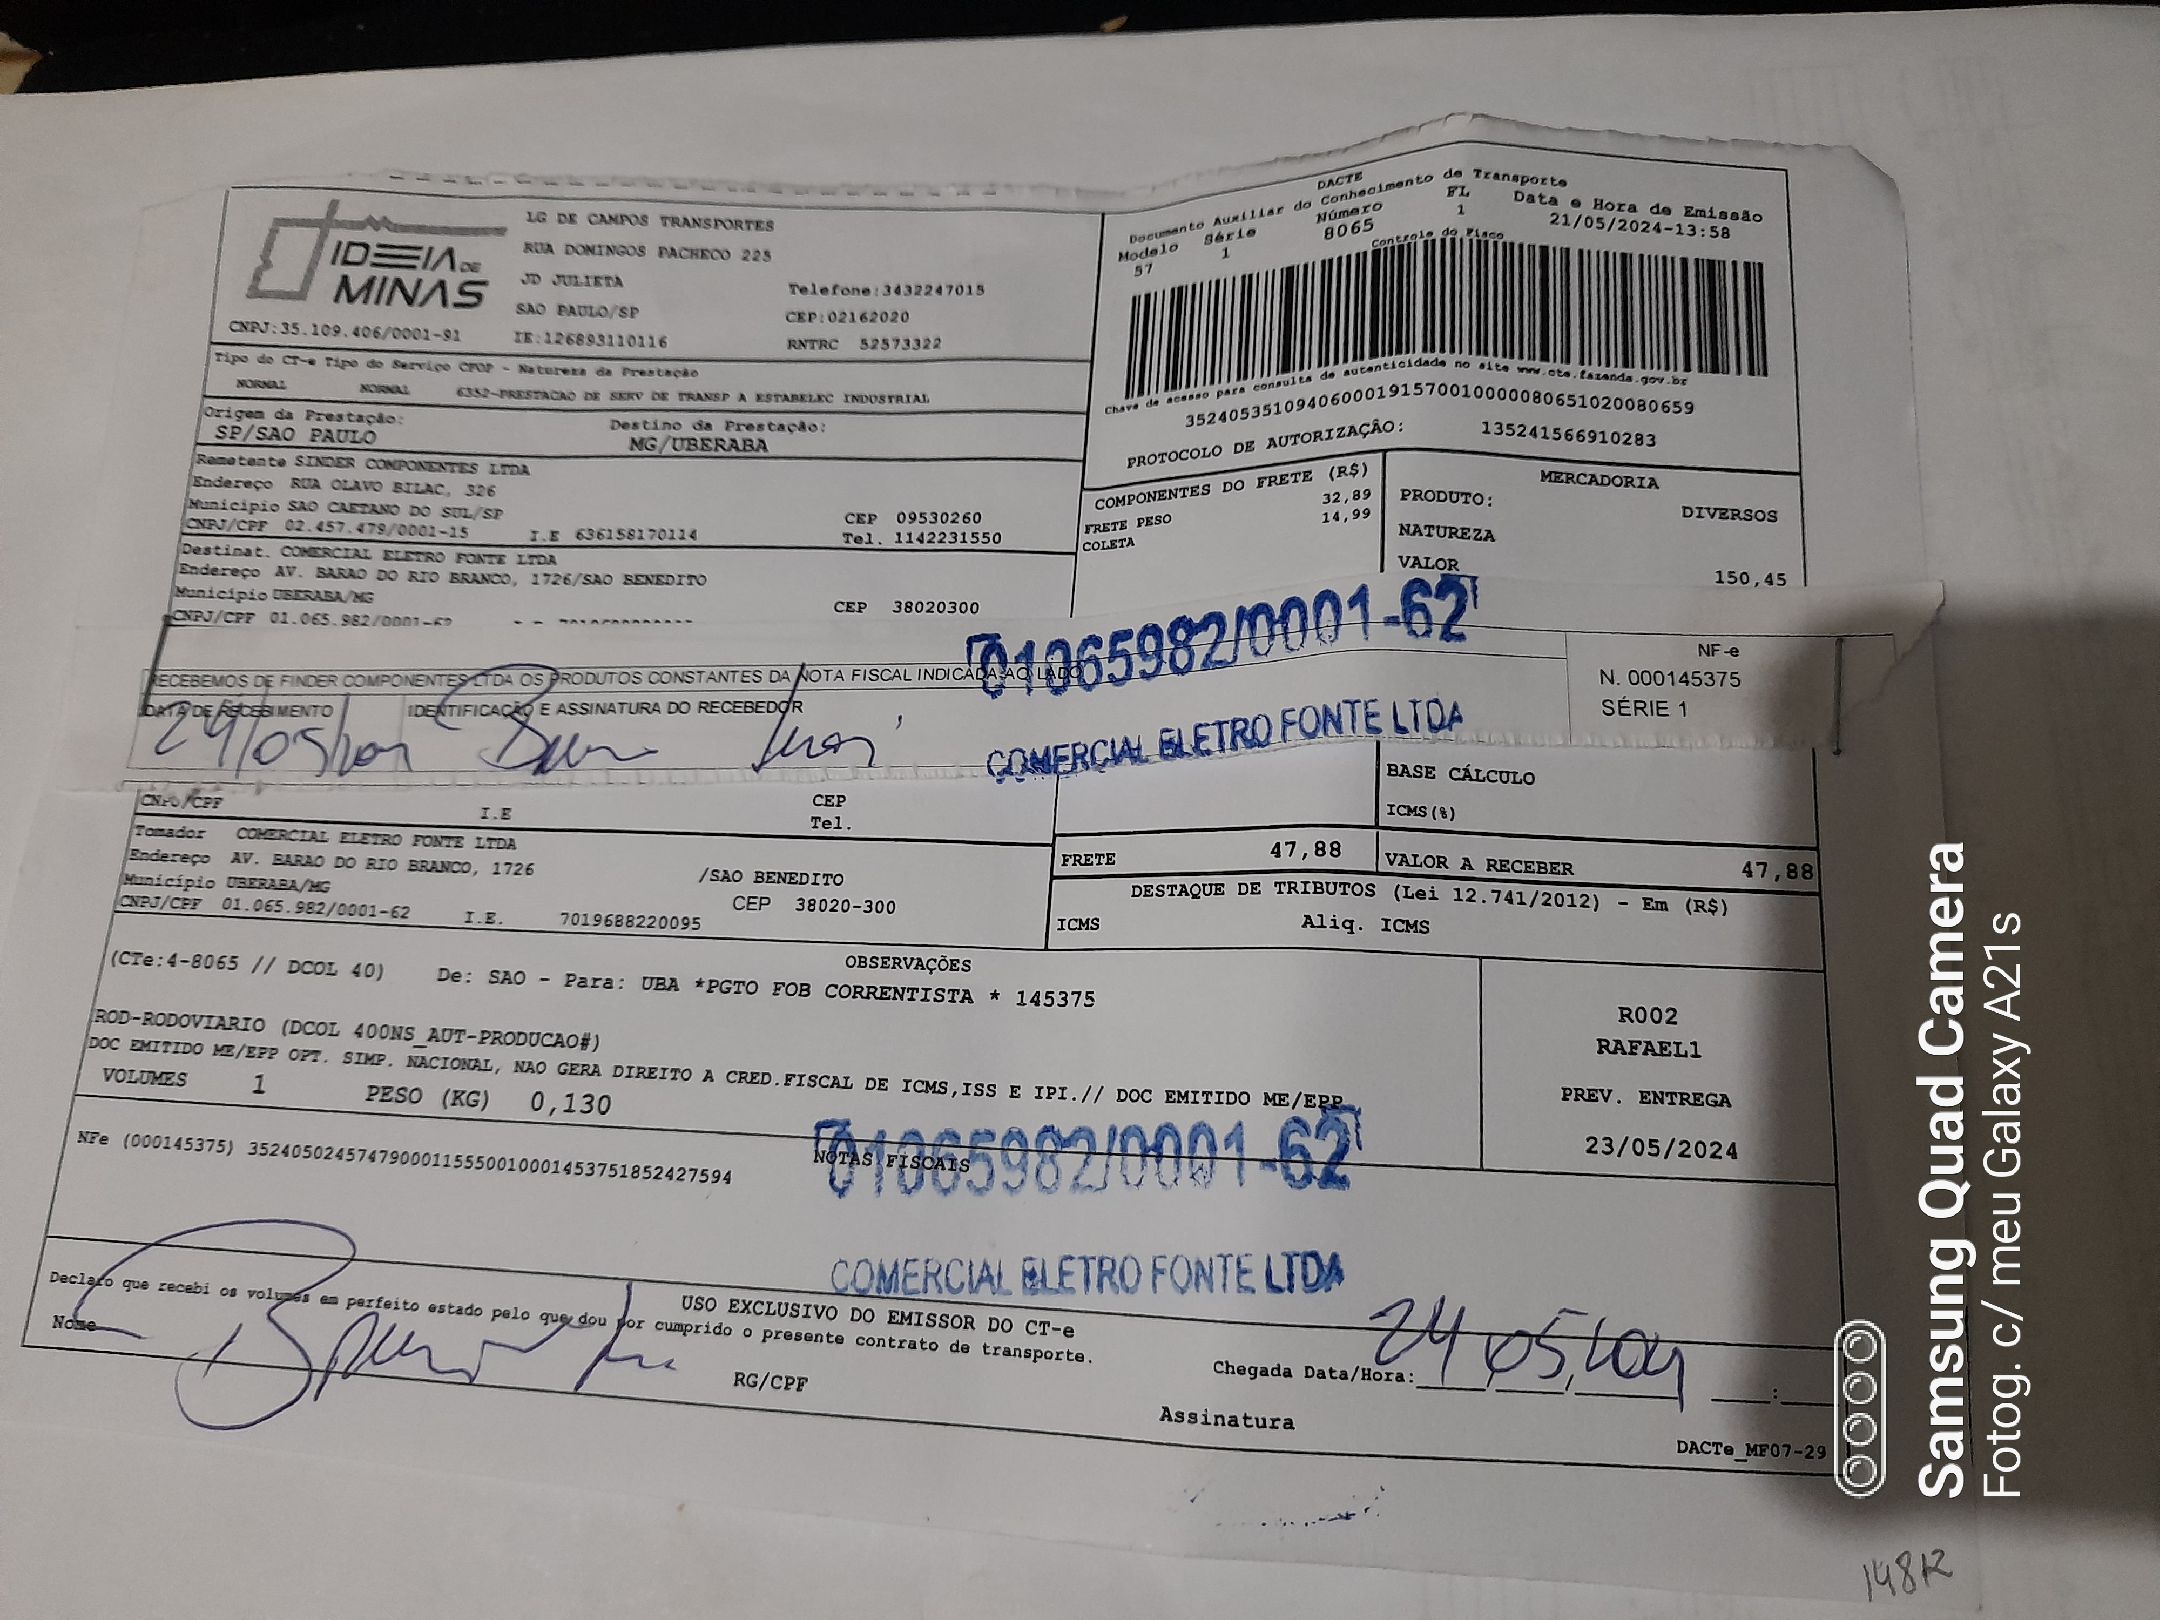 IDEIA DE
MINAS
LG DE CAMPOS TRANSPORTES
RUA DOMINGOS PACHECO 225
JD JULIETA
Telefone:3432247015
SAO PAULO/SP
CEP:02162020
CNPJ:35.109.406/0001-91
IE:126893110116
RNTRC 52573322
DACTE
Documento Auxiliar do Conhecimento de Transporte
Modelo Série Número FL Data e Hora de Emissão
57 1 8065 1 21/05/2024-13:58
Controle do Fisco
Chave de acesso para consulta de autenticidade no site www.cte.fazenda.gov.br
35240535109406000191570010000080651020080659
PROTOCOLO DE AUTORIZAÇÃO: 135241566910283
Tipo do CT-e Tipo do Serviço CFOP - Natureza da Prestação
NORMAL NORMAL 6352-PRESTACAO DE SERV DE TRANSP A ESTABELEC INDUSTRIAL
Origem da Prestação: Destino da Prestação:
SP/SAO PAULO MG/UBERABA
Remetente SINDER COMPONENTES LTDA
Endereço RUA OLAVO BILAC, 326
Município SAO CAETANO DO SUL/SP CEP 09530260
CNPJ/CPF 02.457.479/0001-15 I.E 636158170114 Tel. 1142231550
Destinat. COMERCIAL ELETRO FONTE LTDA
Endereço AV. BARAO DO RIO BRANCO, 1726/SAO BENEDITO
Município UBERABA/MG CEP 38020300
CNPJ/CPF 01.065.982/0001-62
COMPONENTES DO FRETE (R$)
FRETE PESO 32,89
COLETA 14,99
MERCADORIA
PRODUTO: DIVERSOS
NATUREZA
VALOR 150,45
01065982/0001-62
RECEBEMOS DE FINDER COMPONENTES LTDA OS PRODUTOS CONSTANTES DA NOTA FISCAL INDICADA AO LADO
NF-e
N. 000145375
SÉRIE 1
DATA DE RECEBIMENTO IDENTIFICAÇÃO E ASSINATURA DO RECEBEDOR
COMERCIAL ELETRO FONTE LTDA
CNPJ/CPF I.E CEP
Tel.
BASE CÁLCULO
ICMS(%)
Tomador COMERCIAL ELETRO FONTE LTDA
Endereço AV. BARAO DO RIO BRANCO, 1726 /SAO BENEDITO
Município UBERABA/MG CEP 38020-300
CNPJ/CPF 01.065.982/0001-62 I.E. 7019688220095
FRETE 47,88 VALOR A RECEBER 47,88
DESTAQUE DE TRIBUTOS (Lei 12.741/2012) - Em (R$)
ICMS Aliq. ICMS
OBSERVAÇÕES
(CTe:4-8065 // DCOL 40) De: SAO - Para: UBA *PGTO FOB CORRENTISTA * 145375
ROD-RODOVIARIO (DCOL 400NS_AUT-PRODUCAO#)
DOC EMITIDO ME/EPP OPT. SIMP. NACIONAL, NAO GERA DIREITO A CRED.FISCAL DE ICMS,ISS E IPI.// DOC EMITIDO ME/EPP
VOLUMES 1 PESO (KG) 0,130
R002
RAFAEL1
PREV. ENTREGA
23/05/2024
01065982/0001-62
NOTAS FISCAIS
NFe (000145375) 35240502457479000115550010001453751852427594
COMERCIAL ELETRO FONTE LTDA
USO EXCLUSIVO DO EMISSOR DO CT-e
Declaro que recebi os volumes em perfeito estado pelo que dou por cumprido o presente contrato de transporte.
Nome
RG/CPF
Chegada Data/Hora: 24 05
Assinatura
DACTe_MF07-29
Samsung Quad Camera
Fotog. c/ meu Galaxy A21s